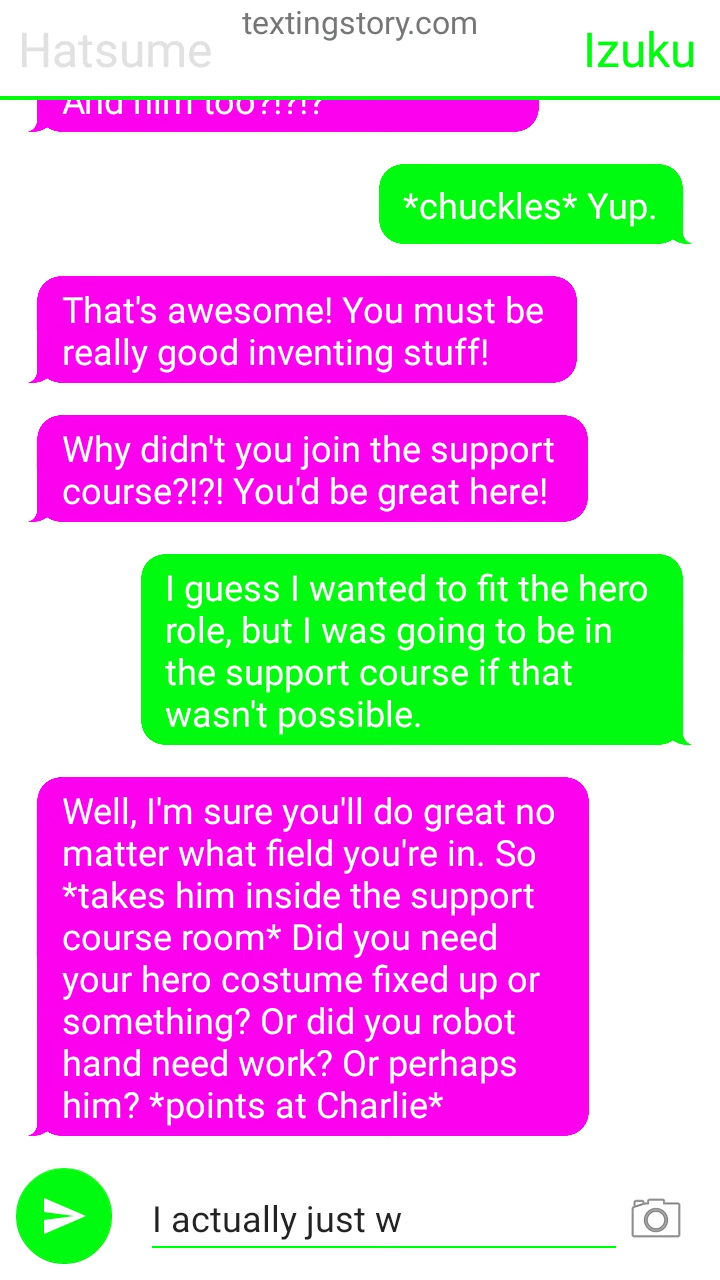 textingstory.com
Hatsume
Izuku
And him too?!?!?
*chuckles* Yup.
That's awesome! You must be
really good inventing stuff!
Why didn't you join the support
course?!?! You'd be great here!
I guess I wanted to fit the hero
role, but I was going to be in
the support course if that
wasn't possible.
Well, I'm sure you'll do great no
matter what field you're in. So
*takes him inside the support
course room* Did you need
your hero costume fixed up or
something? Or did you robot
hand need work? Or perhaps
him? *points at Charlie*
I actually just w